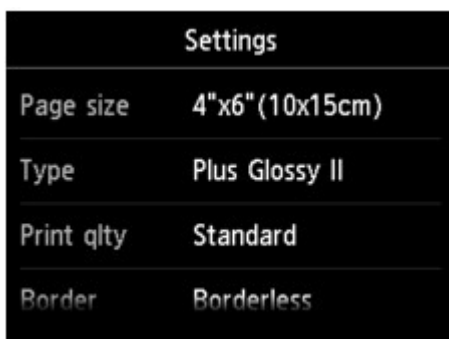 Settings
Page size 4"x6"(10x15cm)
Type Plus Glossy II
Print qlty Standard
Border Borderless